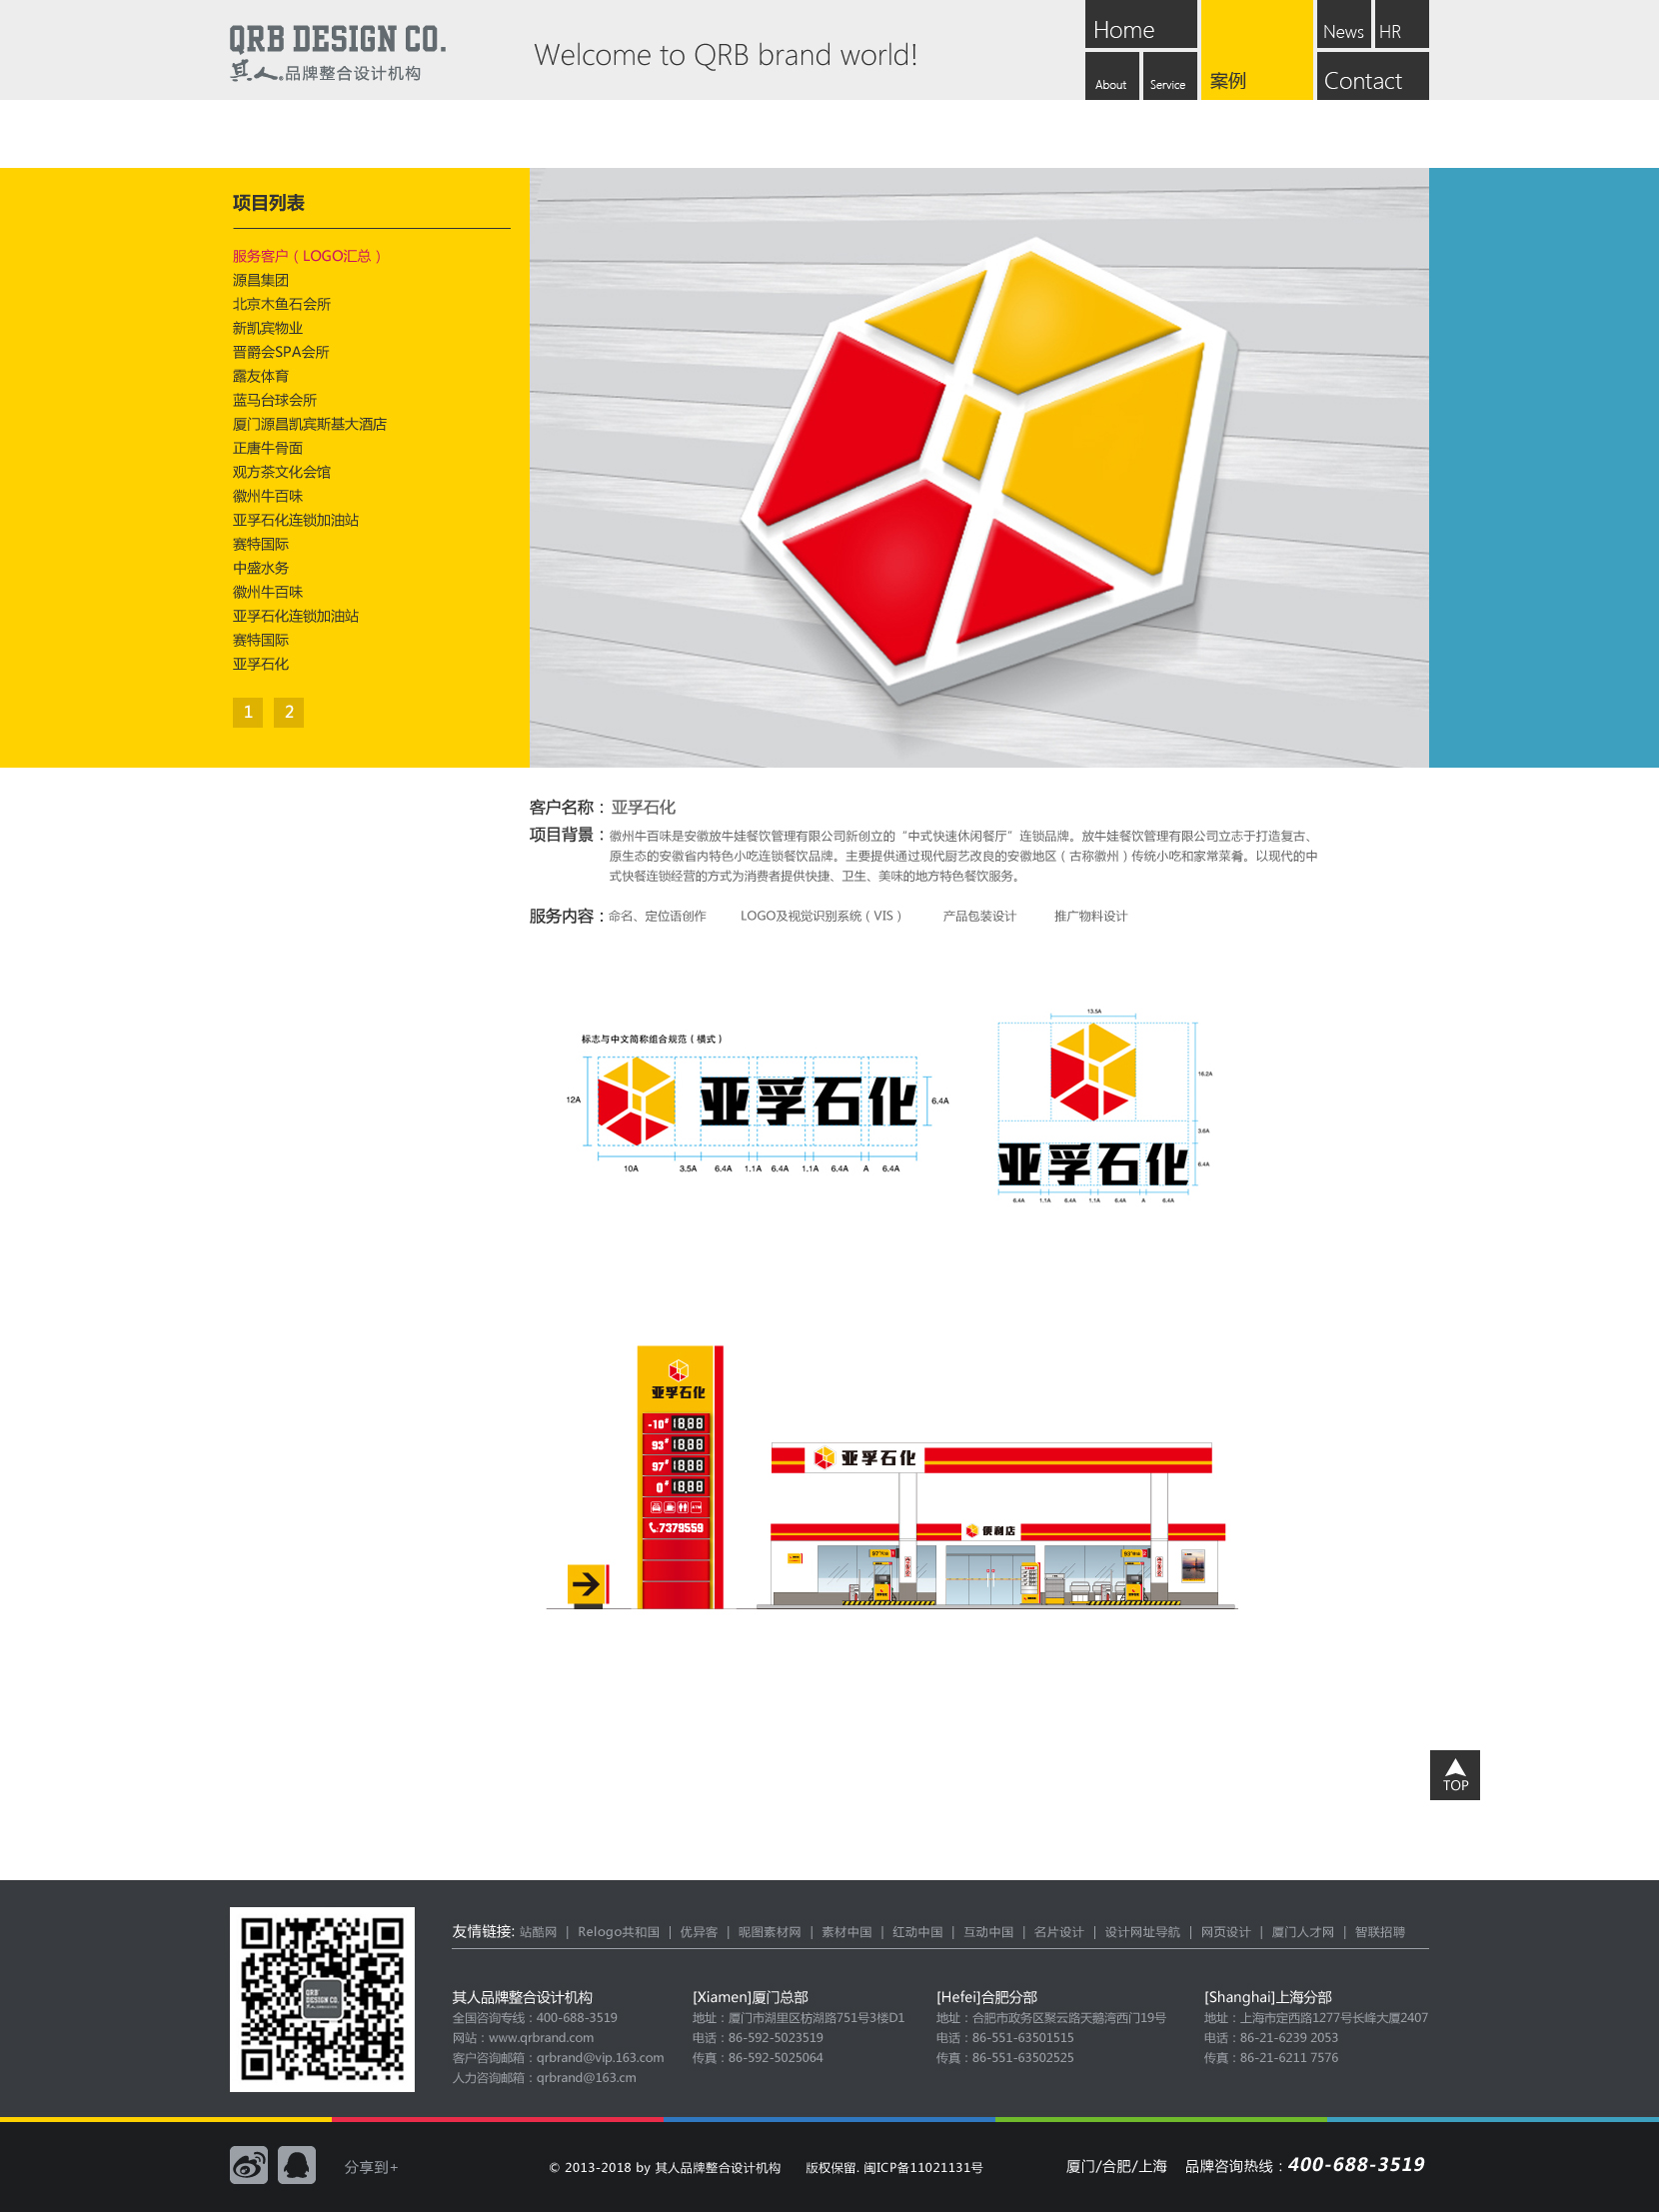 QRB DESIGN CO.
其人.品牌整合设计机构
Welcome to QRB brand world!
Home
About
Service
案例
News
HR
Contact
项目列表
服务客户（LOGO汇总）
源昌集团
北京木鱼石会所
新凯宾物业
晋爵会SPA会所
露友体育
蓝马台球会所
厦门源昌凯宾斯基大酒店
正唐牛骨面
观方茶文化会馆
徽州牛百味
亚孚石化连锁加油站
赛特国际
中盛水务
徽州牛百味
亚孚石化连锁加油站
赛特国际
亚孚石化
1 2
客户名称：亚孚石化
项目背景：徽州牛百味是安徽放牛娃餐饮管理有限公司新创立的“中式快速休闲餐厅”连锁品牌。放牛娃餐饮管理有限公司立志于打造复古、
原生态的安徽省内特色小吃连锁餐饮品牌。主要提供通过现代厨艺改良的安徽地区（古称徽州）传统小吃和家常菜肴。以现代的中
式快餐连锁经营的方式为消费者提供快捷、卫生、美味的地方特色餐饮服务。
服务内容：命名、定位语创作 LOGO及视觉识别系统（VIS） 产品包装设计 推广物料设计
标志与中文简称组合规范（横式）
12A
亚孚石化
6.4A
10A 3.5A 6.4A 1.1A 6.4A 1.1A 6.4A A 6.4A
13.5A
16.2A
3.6A
亚孚石化
6.4A
6.4A 1.1A 6.4A 1.1A 6.4A A 6.4A
亚孚石化
-10# 18.88
93# 18.88
97# 18.88
0# 18.88
7379559
亚孚石化
便利店
TOP
友情链接: 站酷网 | Relogo共和国 | 优异客 | 昵图素材网 | 素材中国 | 红动中国 | 互动中国 | 名片设计 | 设计网址导航 | 网页设计 | 厦门人才网 | 智联招聘
QRB DESIGN CO.
其人品牌整合设计机构
全国咨询专线：400-688-3519
网站：www.qrbrand.com
客户咨询邮箱：qrbrand@vip.163.com
人力咨询邮箱：qrbrand@163.cm
[Xiamen]厦门总部
地址：厦门市湖里区枋湖路751号3楼D1
电话：86-592-5023519
传真：86-592-5025064
[Hefei]合肥分部
地址：合肥市政务区聚云路天鹅湾西门19号
电话：86-551-63501515
传真：86-551-63502525
[Shanghai]上海分部
地址：上海市定西路1277号长峰大厦2407
电话：86-21-6239 2053
传真：86-21-6211 7576
分享到+
© 2013-2018 by 其人品牌整合设计机构 版权保留. 闽ICP备11021131号
厦门/合肥/上海 品牌咨询热线：400-688-3519